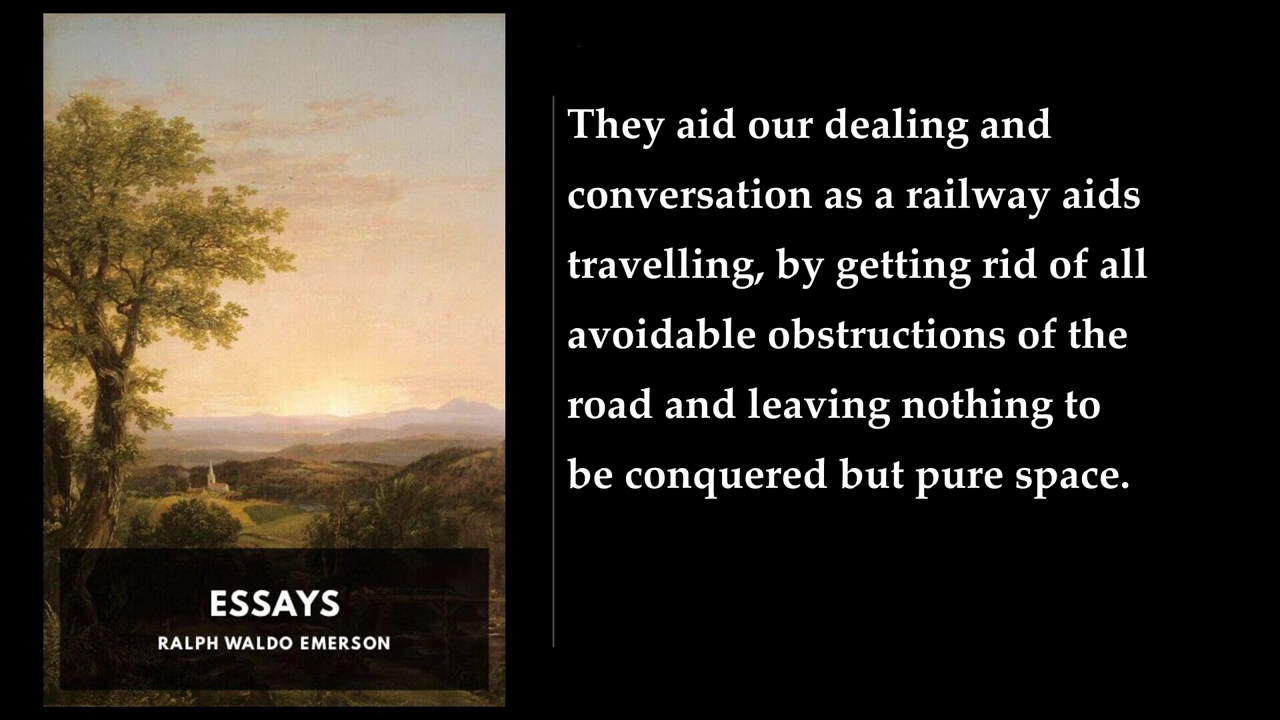 ESSAYS
RALPH WALDO EMERSON
They aid our dealing and
conversation as a railway aids
travelling, by getting rid of all
avoidable obstructions of the
road and leaving nothing to
be conquered but pure space.